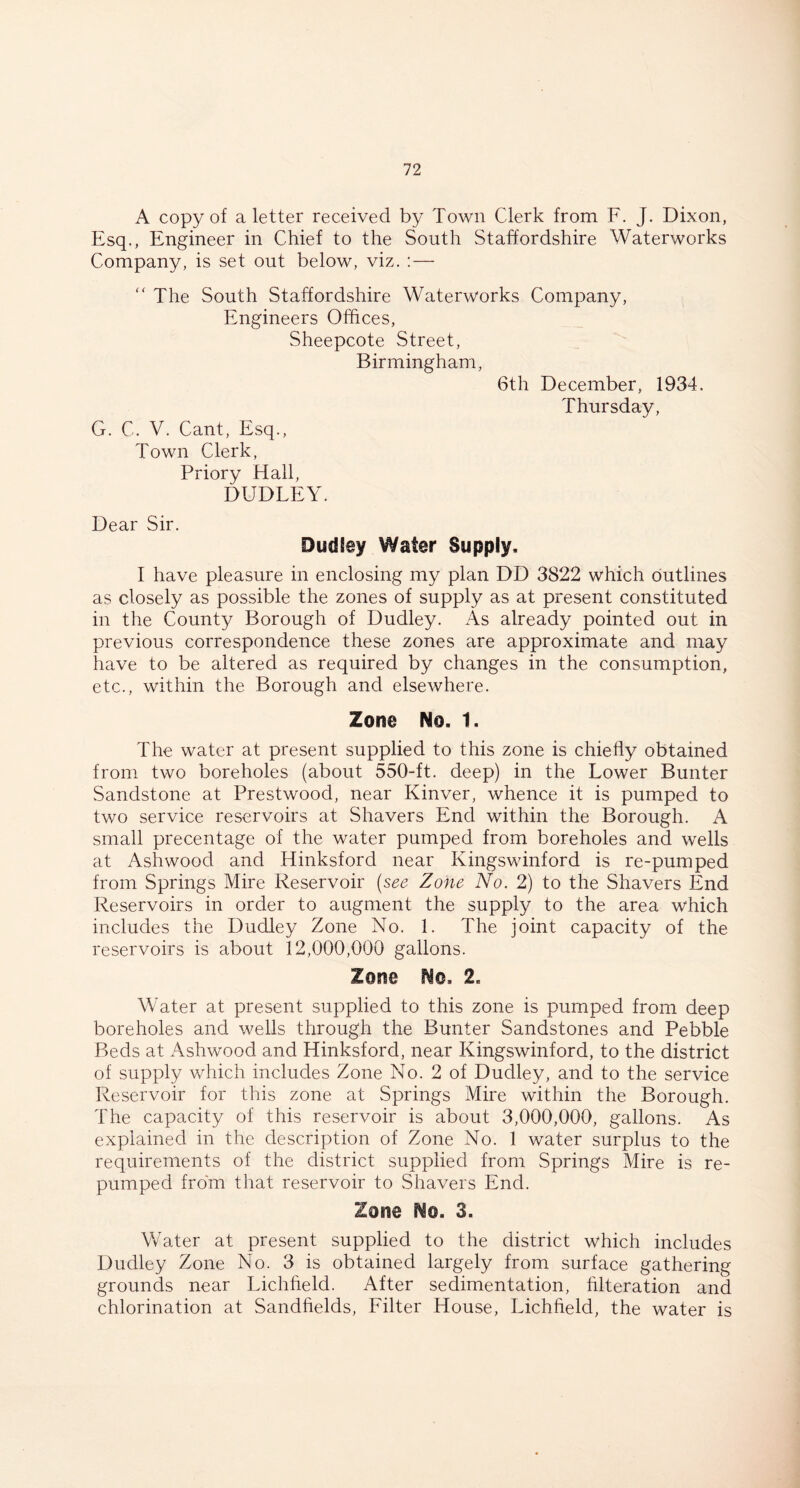 72
A copy of a letter received by Town Clerk from F. J. Dixon,
Esq., Engineer in Chief to the South Staffordshire Waterworks
Company, is set out below, viz. :—
“ The South Staffordshire Waterworks Company,
Engineers Offices,
Sheepcote Street,
Birmingham,
6th December, 1934.
Thursday,
G. C. V. Cant, Esq.,
Town Clerk,
Priory Hall,
DUDLEY.
Dear Sir.
Dudley Water Supply.
I have pleasure in enclosing my plan DD 3822 which outlines
as closely as possible the zones of supply as at present constituted
in the County Borough of Dudley. As already pointed out in
previous correspondence these zones are approximate and may
have to be altered as required by changes in the consumption,
etc., within the Borough and elsewhere.
Zone No. 1.
The water at present supplied to this zone is chiefly obtained
from two boreholes (about 550-ft. deep) in the Lower Bunter
Sandstone at Prestwood, near Kinver, whence it is pumped to
two service reservoirs at Shavers End within the Borough. A
small precentage of the water pumped from boreholes and wells
at Ashwood and Hinksford near Kingswinford is re-pumped
from Springs Mire Reservoir (see Zone No. 2) to the Shavers End
Reservoirs in order to augment the supply to the area which
includes the Dudley Zone No. 1. The joint capacity of the
reservoirs is about 12,000,000 gallons.
Zone No. 2.
Water at present supplied to this zone is pumped from deep
boreholes and wells through the Bunter Sandstones and Pebble
Beds at Ashwood and Hinksford, near Kingswinford, to the district
of supply which includes Zone No. 2 of Dudley, and to the service
Reservoir for this zone at Springs Mire within the Borough.
The capacity of this reservoir is about 3,000,000, gallons. As
explained in the description of Zone No. 1 water surplus to the
requirements of the district supplied from Springs Mire is re-
pumped from that reservoir to Shavers End.
Zone No. 3.
Water at present supplied to the district which includes
Dudley Zone No. 3 is obtained largely from surface gathering
grounds near Lichfield. After sedimentation, filteration and
chlorination at Sandfields, Filter House, Lichfield, the water is